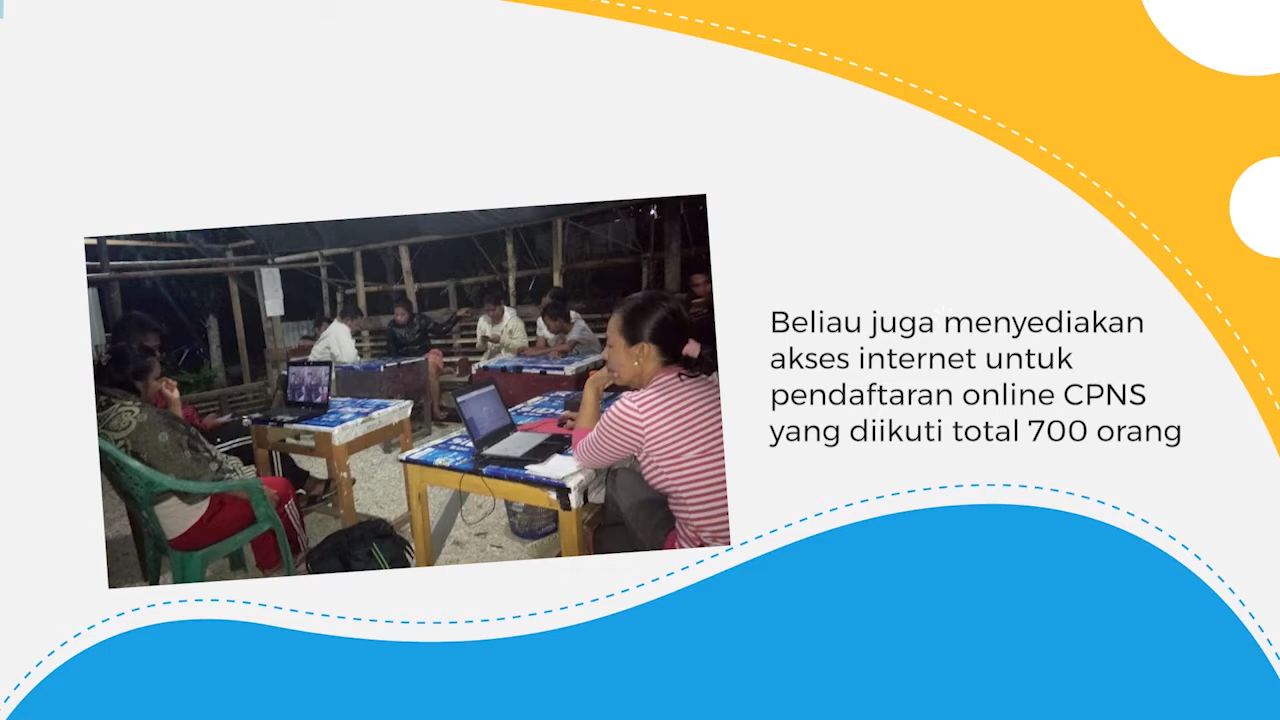 Beliau juga menyediakan
akses internet untuk
pendaftaran online CPNS
yang diikuti total 700 orang